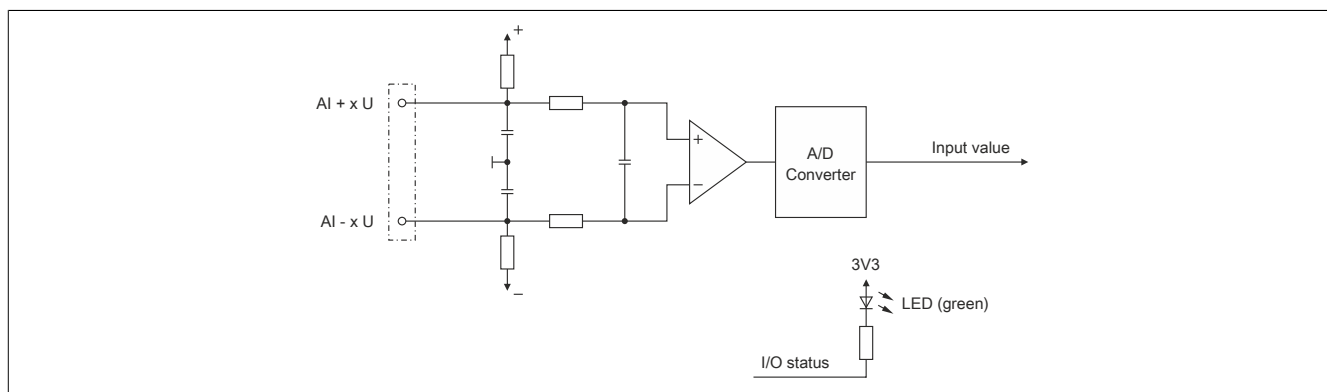 +
AI + x U
+
A/D
Converter
Input value
−
AI - x U
−
3V3
LED (green)
I/O status